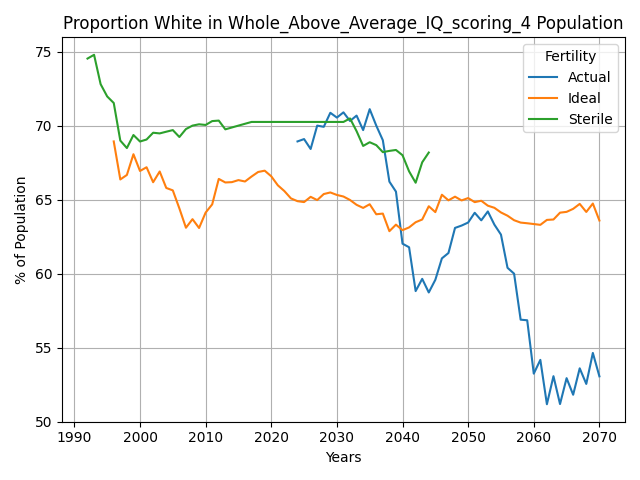 Proportion White in Whole_Above_Average_IQ_scoring_4 Population
% of Population
75
70
65
60
55
50
Fertility
Actual
Ideal
Sterile
1990 2000 2010 2020 2030 2040 2050 2060 2070
Years